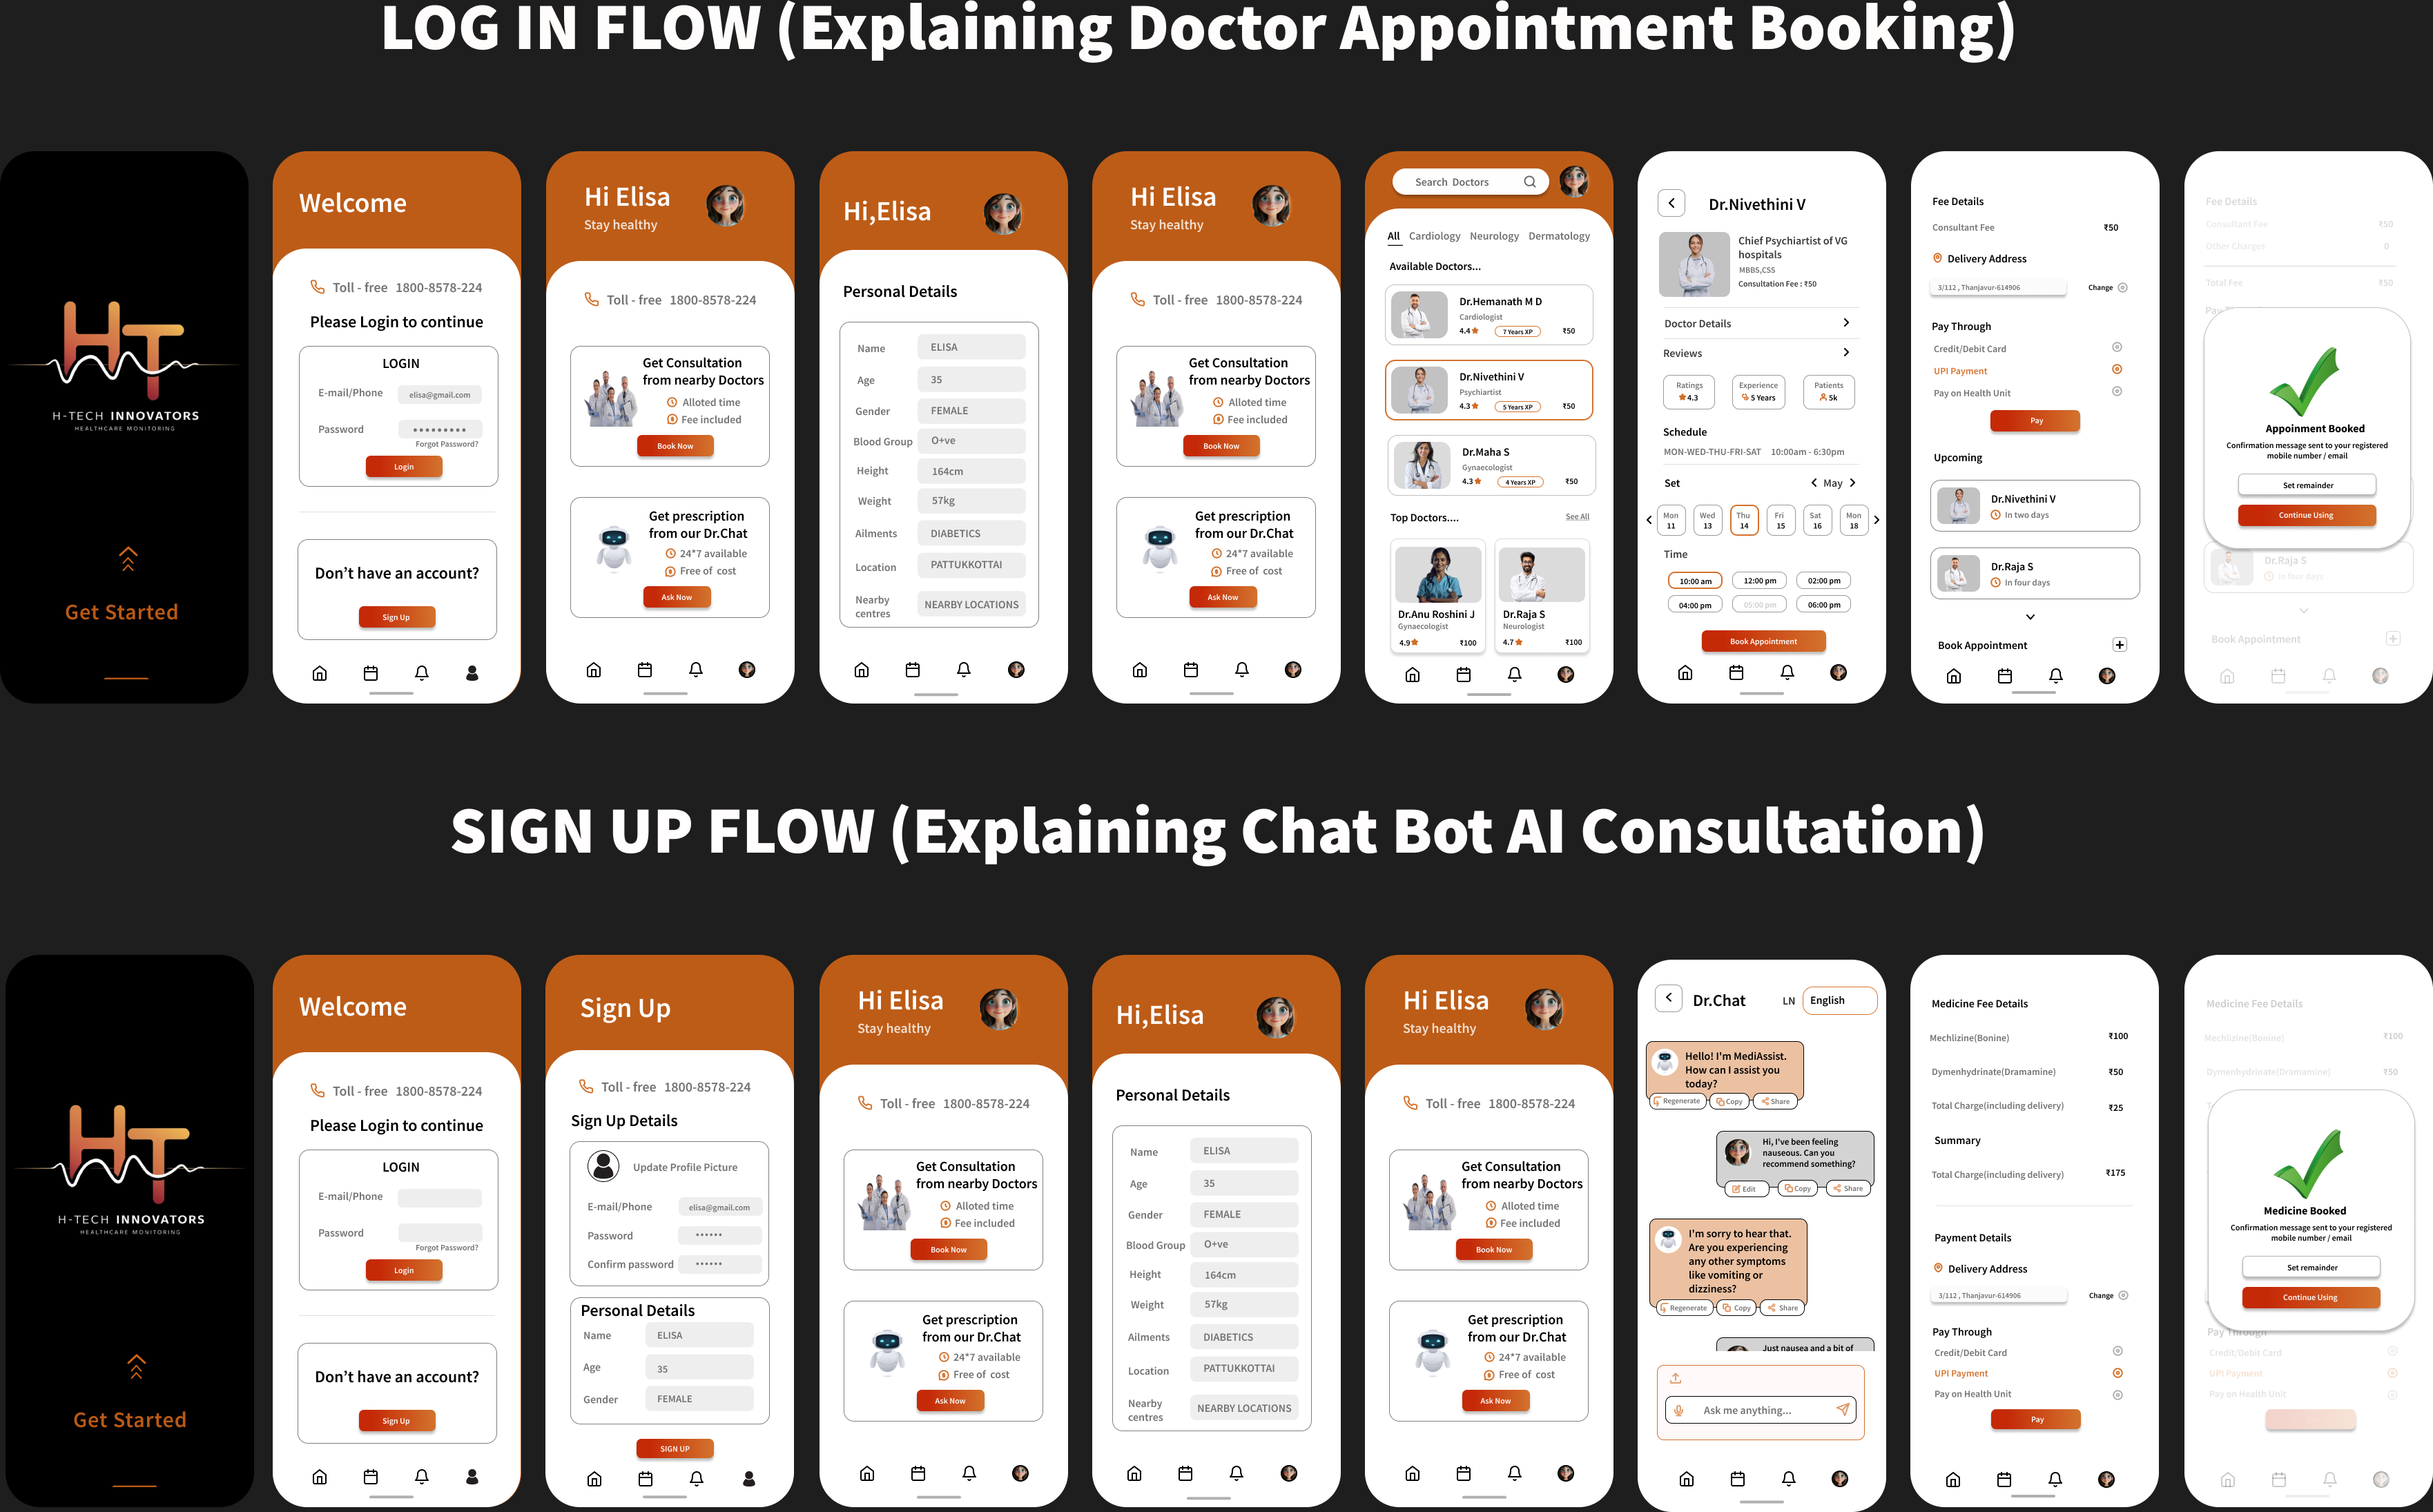 LOG IN FLOW (Explaining Doctor Appointment Booking)
H-TECH INNOVATORS
HEALTHCARE MONITORING
Get Started
Welcome
Toll - free 1800-8578-224
Please Login to continue
LOGIN
E-mail/Phone elisa@gmail.com
Password •••••••••
Forgot Password?
Login
Don't have an account?
Sign Up
Hi Elisa
Stay healthy
Toll - free 1800-8578-224
Get Consultation
from nearby Doctors
Alloted time
Fee included
Book Now
Get prescription
from our Dr.Chat
24*7 available
Free of cost
Ask Now
Hi,Elisa
Personal Details
Name ELISA
Age 35
Gender FEMALE
Blood Group O+ve
Height 164cm
Weight 57kg
Ailments DIABETICS
Location PATTUKKOTTAI
Nearby
centres NEARBY LOCATIONS
Hi Elisa
Stay healthy
Toll - free 1800-8578-224
Get Consultation
from nearby Doctors
Alloted time
Fee included
Book Now
Get prescription
from our Dr.Chat
24*7 available
Free of cost
Ask Now
Search Doctors
All Cardiology Neurology Dermatology
Available Doctors...
Dr.Hemanath M D
Cardiologist
4.4 7 Years XP ₹50
Dr.Nivethini V
Psychiartist
4.3 5 Years XP ₹50
Dr.Maha S
Gynaecologist
4.3 4 Years XP ₹50
Top Doctors.... See All
Dr.Anu Roshini J
Gynaecologist
4.9 ₹100
Dr.Raja S
Neurologist
4.7 ₹100
Dr.Nivethini V
Chief Psychiartist of VG
hospitals
MBBS,CSS
Consultation Fee : ₹50
Doctor Details
Reviews
Ratings Experience Patients
4.3 5 Years 5k
Schedule
MON-WED-THU-FRI-SAT 10:00am - 6:30pm
Set May
Mon Wed Thu Fri Sat Mon
11 13 14 15 16 18
Time
10:00 am 12:00 pm 02:00 pm
04:00 pm 05:00 pm 06:00 pm
Book Appointment
Fee Details
Consultant Fee ₹50
Delivery Address
3/112 , Thanjavur-614906 Change
Pay Through
Credit/Debit Card
UPI Payment
Pay on Health Unit
Pay
Upcoming
Dr.Nivethini V
In two days
Dr.Raja S
In four days
Book Appointment
Fee Details
Consultant Fee ₹50
Other Charges 0
Total Fee ₹50
Appoinment Booked
Confirmation message sent to your registered
mobile number / email
Set remainder
Continue Using
Dr.Raja S
In four days
Book Appointment
SIGN UP FLOW (Explaining Chat Bot AI Consultation)
H-TECH INNOVATORS
HEALTHCARE MONITORING
Get Started
Welcome
Toll - free 1800-8578-224
Please Login to continue
LOGIN
E-mail/Phone
Password
Forgot Password?
Login
Don't have an account?
Sign Up
Sign Up
Toll - free 1800-8578-224
Sign Up Details
Update Profile Picture
E-mail/Phone elisa@gmail.com
Password ••••••
Confirm password ••••••
Personal Details
Name ELISA
Age 35
Gender FEMALE
SIGN UP
Hi Elisa
Stay healthy
Toll - free 1800-8578-224
Get Consultation
from nearby Doctors
Alloted time
Fee included
Book Now
Get prescription
from our Dr.Chat
24*7 available
Free of cost
Ask Now
Hi,Elisa
Personal Details
Name ELISA
Age 35
Gender FEMALE
Blood Group O+ve
Height 164cm
Weight 57kg
Ailments DIABETICS
Location PATTUKKOTTAI
Nearby
centres NEARBY LOCATIONS
Hi Elisa
Stay healthy
Toll - free 1800-8578-224
Get Consultation
from nearby Doctors
Alloted time
Fee included
Book Now
Get prescription
from our Dr.Chat
24*7 available
Free of cost
Ask Now
Dr.Chat LN English
Hello! I'm MediAssist.
How can I assist you
today?
Regenerate Copy Share
Hi, I've been feeling
nauseous. Can you
recommend something?
Edit Copy Share
I'm sorry to hear that.
Are you experiencing
any other symptoms
like vomiting or
dizziness?
Regenerate Copy Share
Just nausea and a bit of
Ask me anything...
Medicine Fee Details
Mechlizine(Bonine) ₹100
Dymenhydrinate(Dramamine) ₹50
Total Charge(including delivery) ₹25
Summary
Total Charge(including delivery) ₹175
Payment Details
Delivery Address
3/112 , Thanjavur-614906 Change
Pay Through
Credit/Debit Card
UPI Payment
Pay on Health Unit
Pay
Medicine Fee Details
Mechlizine(Bonine) ₹100
Dymenhydrinate(Dramamine) ₹50
Medicine Booked
Confirmation message sent to your registered
mobile number / email
Set remainder
Continue Using
Pay Through
Credit/Debit Card
UPI Payment
Pay on Health Unit